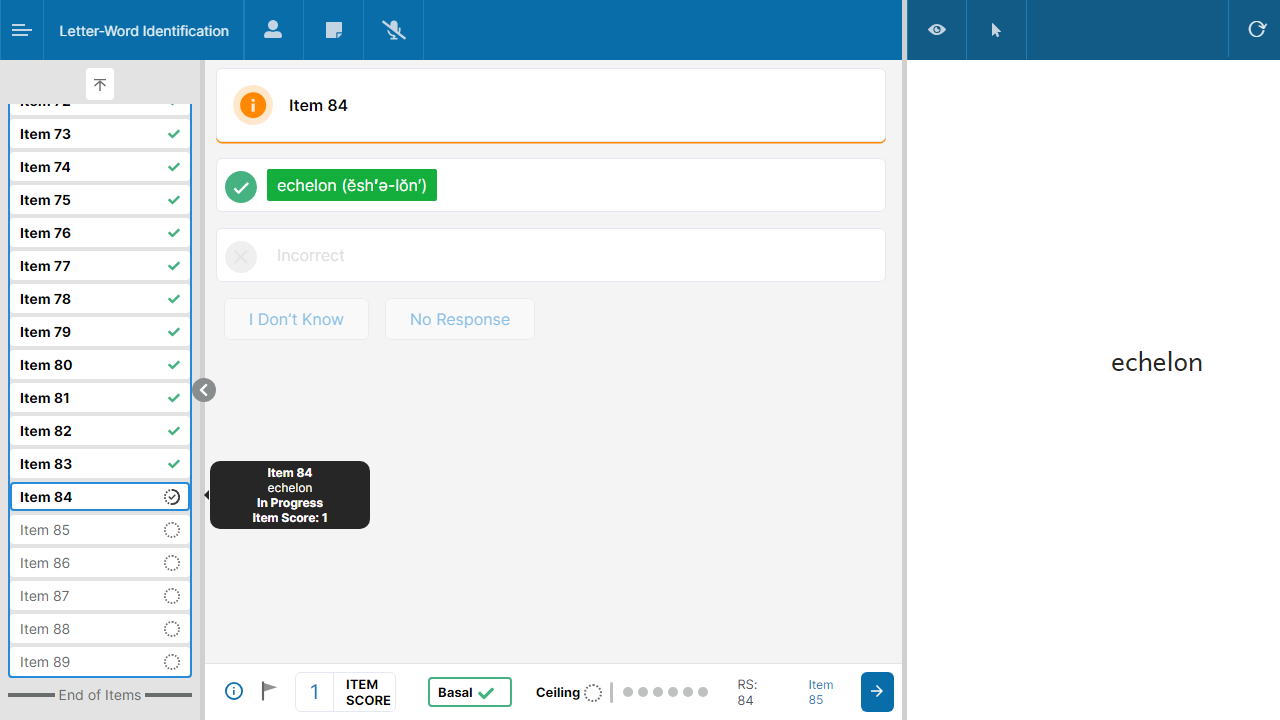 Letter-Word Identification
Item 73
Item 74
Item 75
Item 76
Item 77
Item 78
Item 79
Item 80
Item 81
Item 82
Item 83
Item 84
Item 85
Item 86
Item 87
Item 88
Item 89
End of Items
Item 84
echelon (ĕsh′ə-lŏn′)
Incorrect
I Don't Know
No Response
Item 84
echelon
In Progress
Item Score: 1
1
ITEM
SCORE
Basal
Ceiling
RS:
84
Item
85
echelon